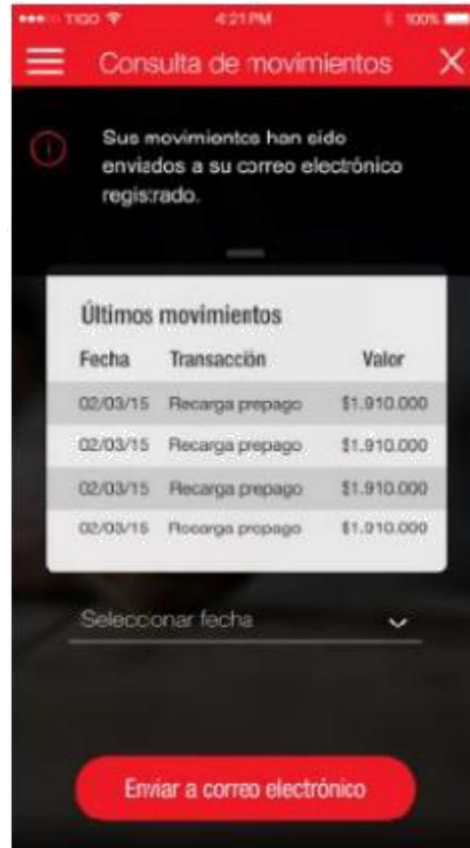 TIGO 4:21 PM 100%
Consulta de movimientos
Sus movimientos han sido
enviados a su correo electrónico
registrado.
Últimos movimientos
Fecha Transacción Valor
02/03/15 Recarga prepago $1.910.000
02/03/15 Recarga prepago $1.910.000
02/03/15 Recarga prepago $1.910.000
02/03/15 Recarga prepago $1.910.000
Seleccionar fecha
Enviar a correo electrónico